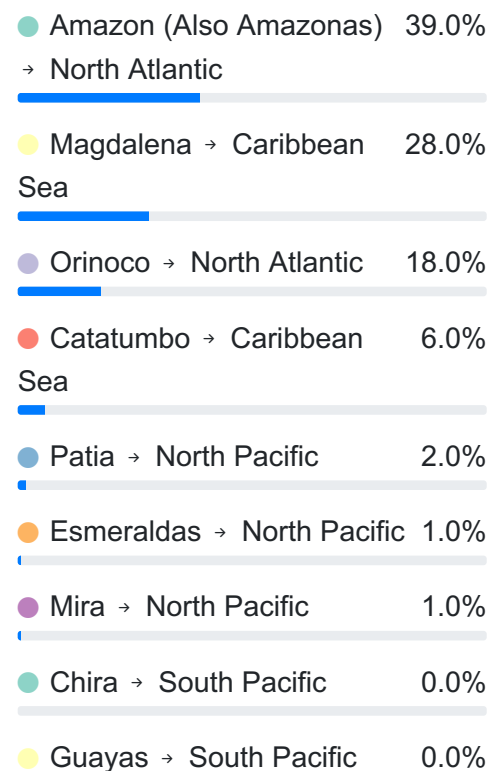 Amazon (Also Amazonas) 39.0%
→ North Atlantic
Magdalena → Caribbean 28.0%
Sea
Orinoco → North Atlantic 18.0%
Catatumbo → Caribbean 6.0%
Sea
Patia → North Pacific 2.0%
Esmeraldas → North Pacific 1.0%
Mira → North Pacific 1.0%
Chira → South Pacific 0.0%
Guayas → South Pacific 0.0%